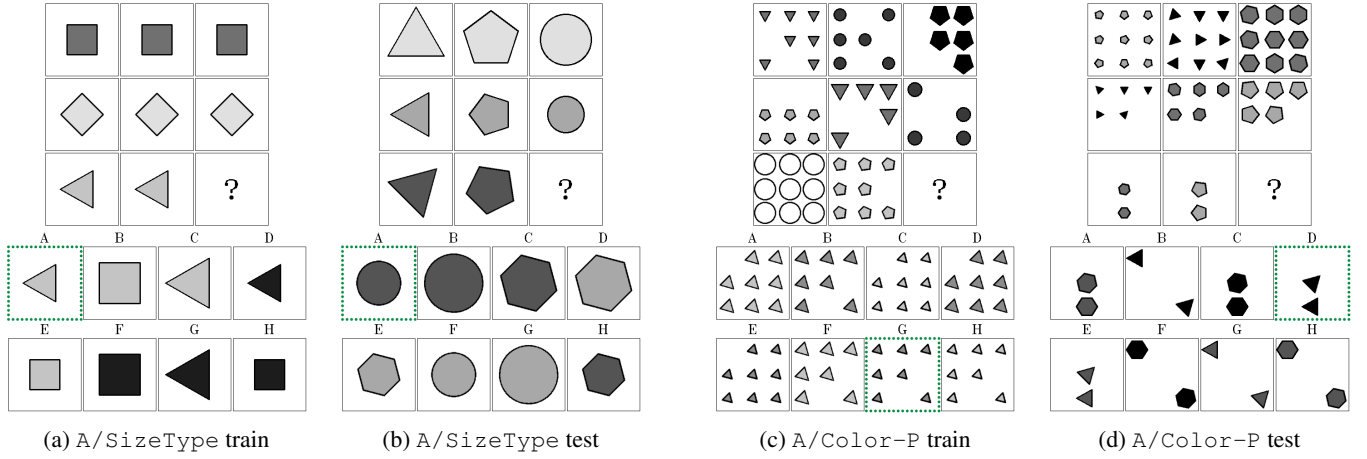 ?
?
?
?
A B C D
E F G H
A B C D
E F G H
A B C D
E F G H
A B C D
E F G H
(a) A/SizeType train
(b) A/SizeType test
(c) A/Color-P train
(d) A/Color-P test